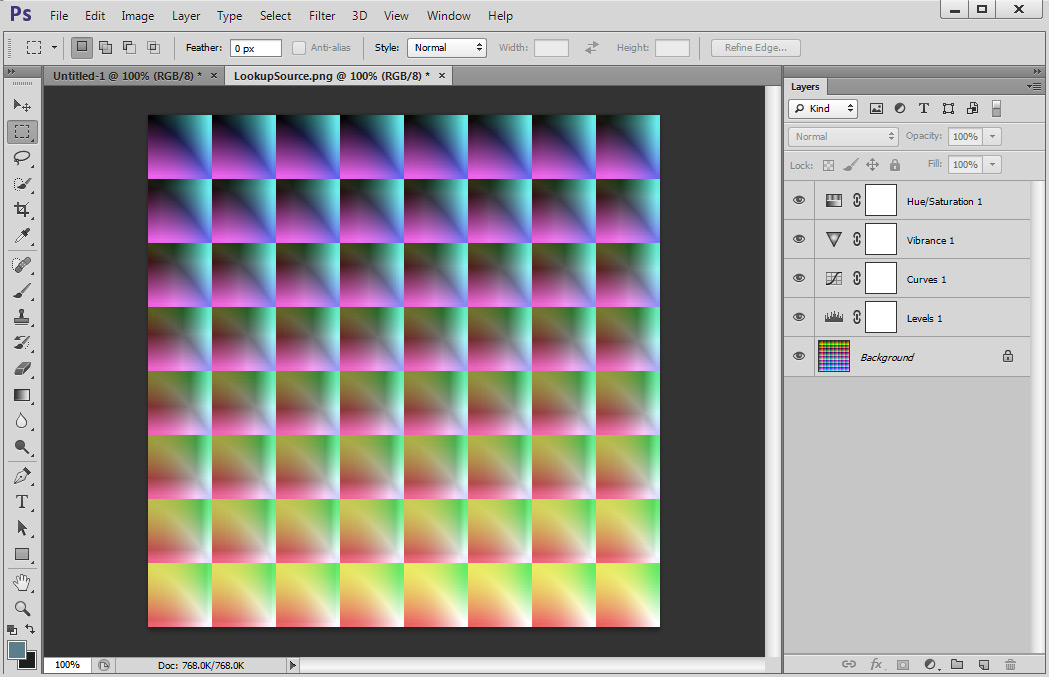 Ps File Edit Image Layer Type Select Filter 3D View Window Help
Feather: 0 px Anti-alias Style: Normal Width: Height: Refine Edge...
Untitled-1 @ 100% (RGB/8) * × LookupSource.png @ 100% (RGB/8) * ×
Layers
Kind
Normal Opacity: 100%
Lock: Fill: 100%
Hue/Saturation 1
Vibrance 1
Curves 1
Levels 1
Background
100% Doc: 768.0K/768.0K
fx